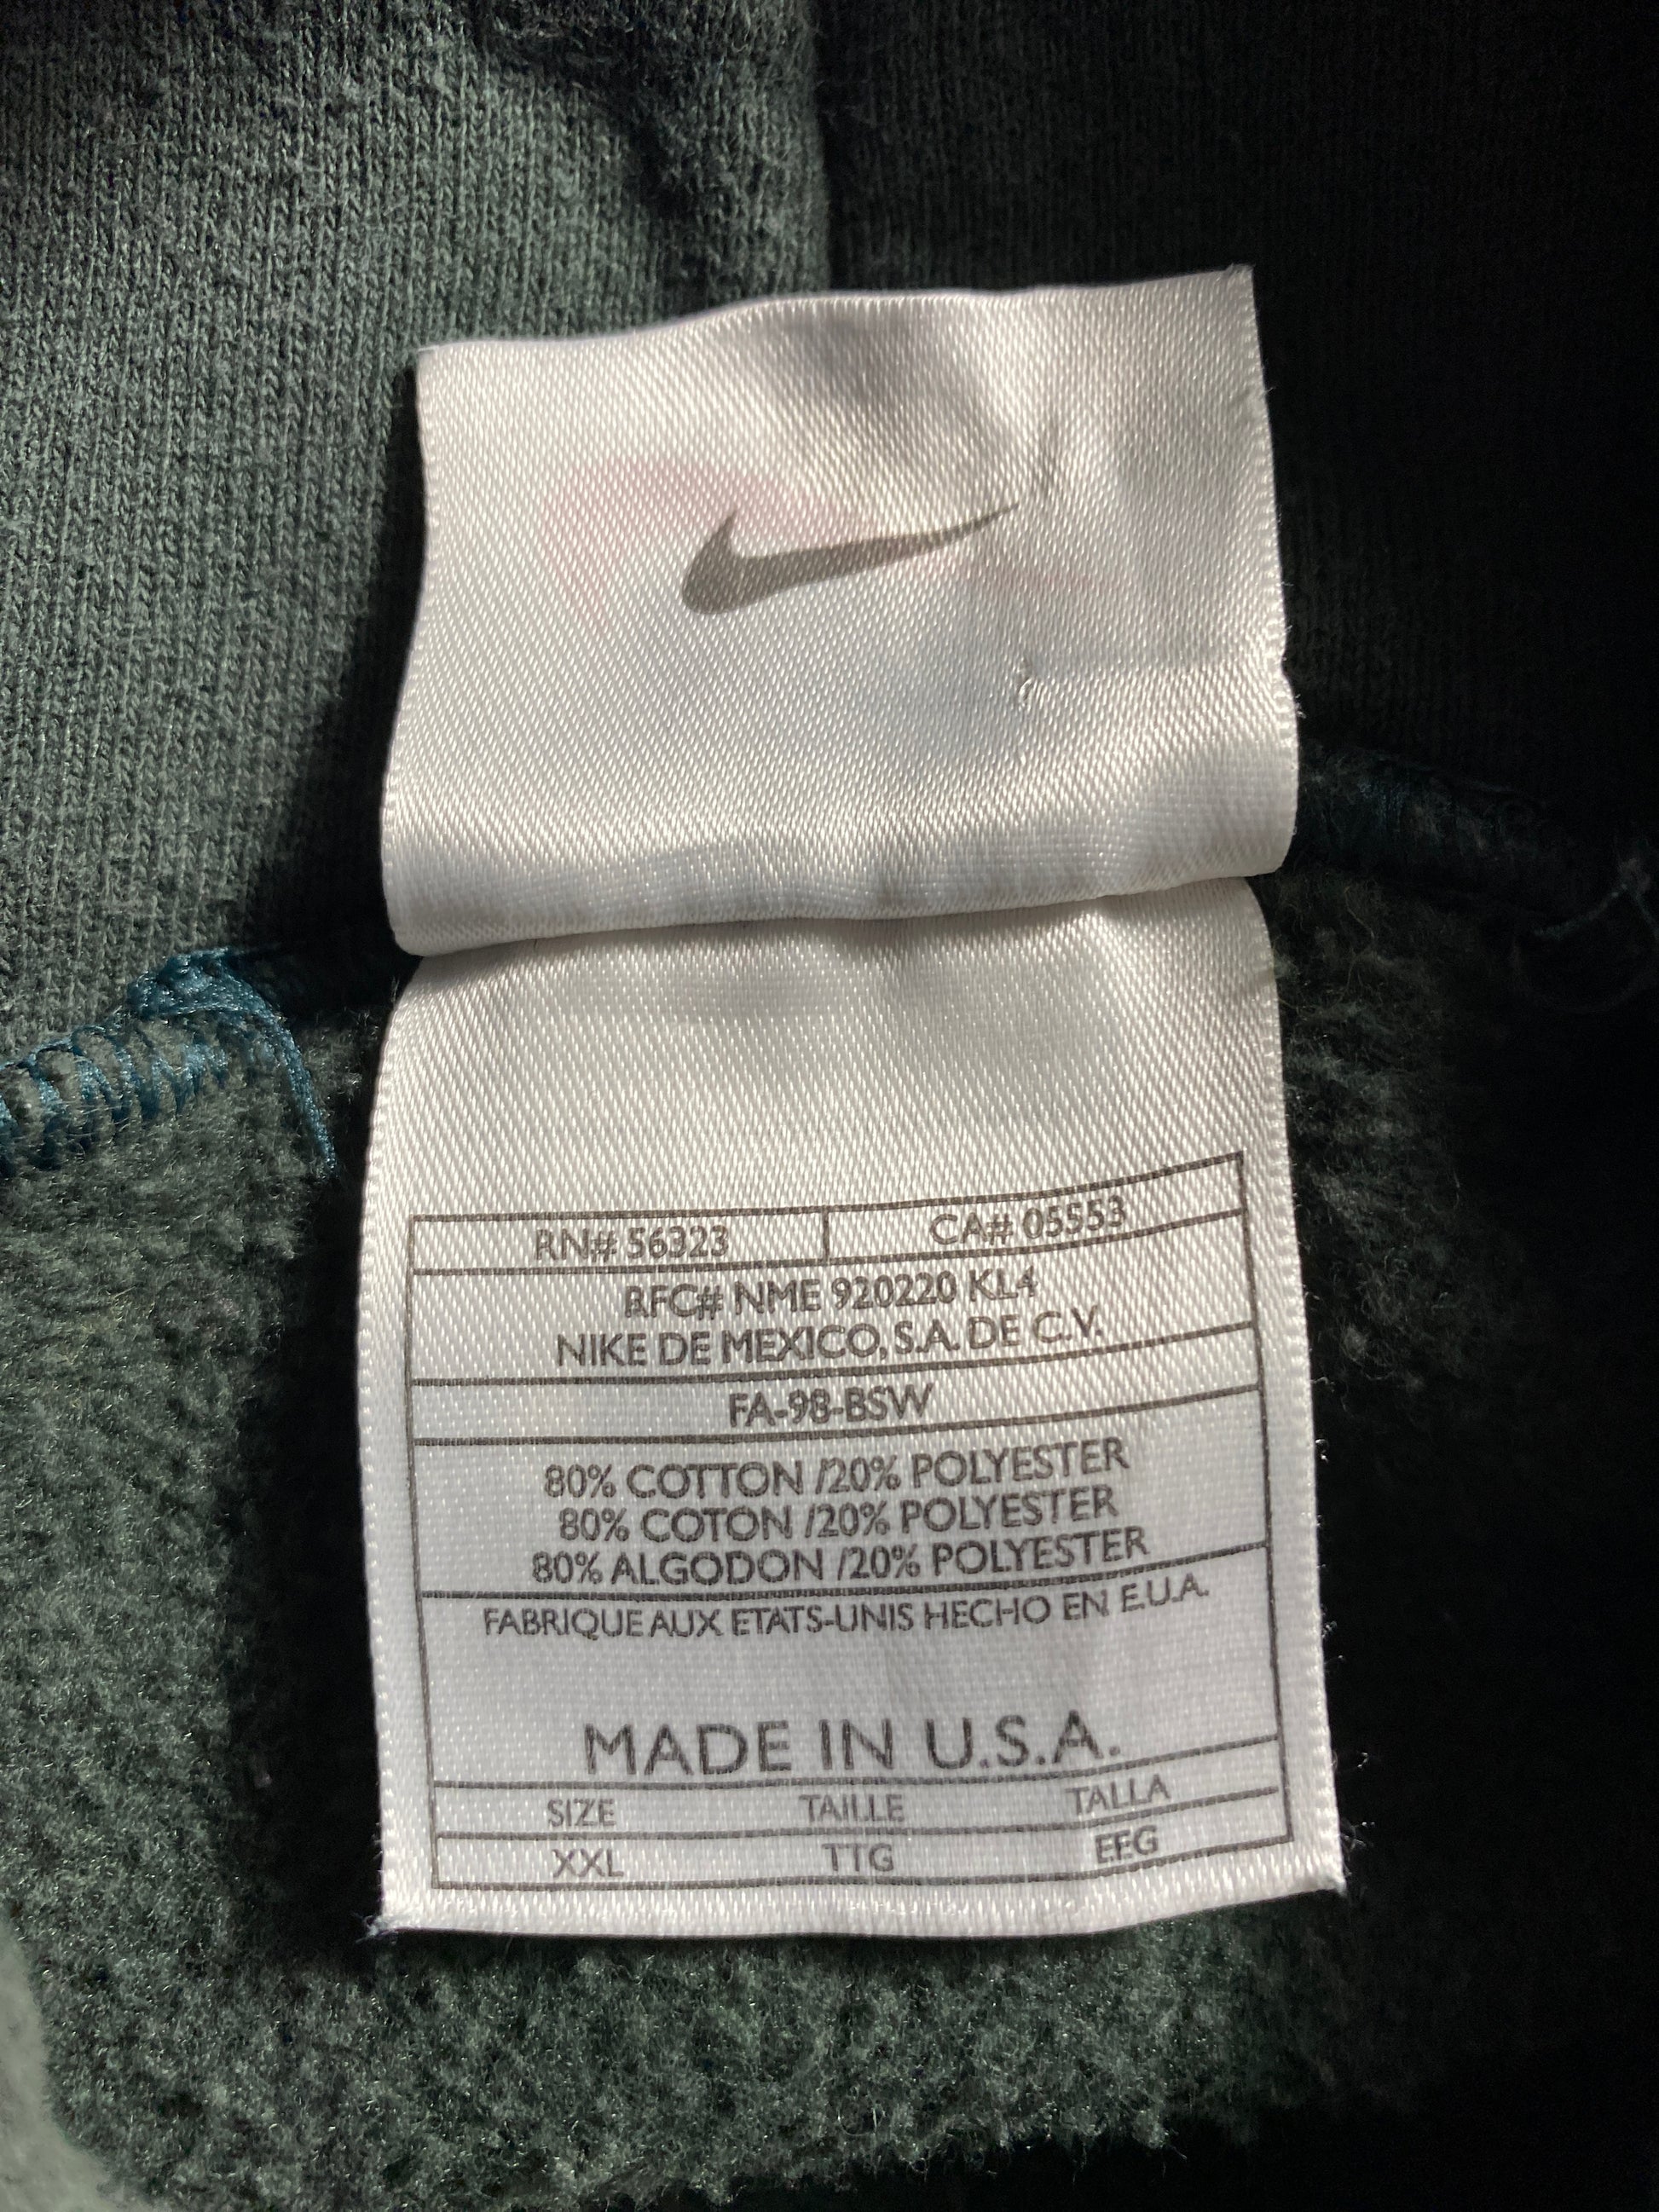 RN# 56323 CA# 05553
RFC# NME 920220 KL4
NIKE DE MEXICO, S.A. DE C.V.
FA-98-BSW
80% COTTON /20% POLYESTER
80% COTON /20% POLYESTER
80% ALGODON /20% POLYESTER
FABRIQUE AUX ETATS-UNIS HECHO EN E.U.A.
MADE IN U.S.A.
SIZE TAILLE TALLA
XXL TTG EEG